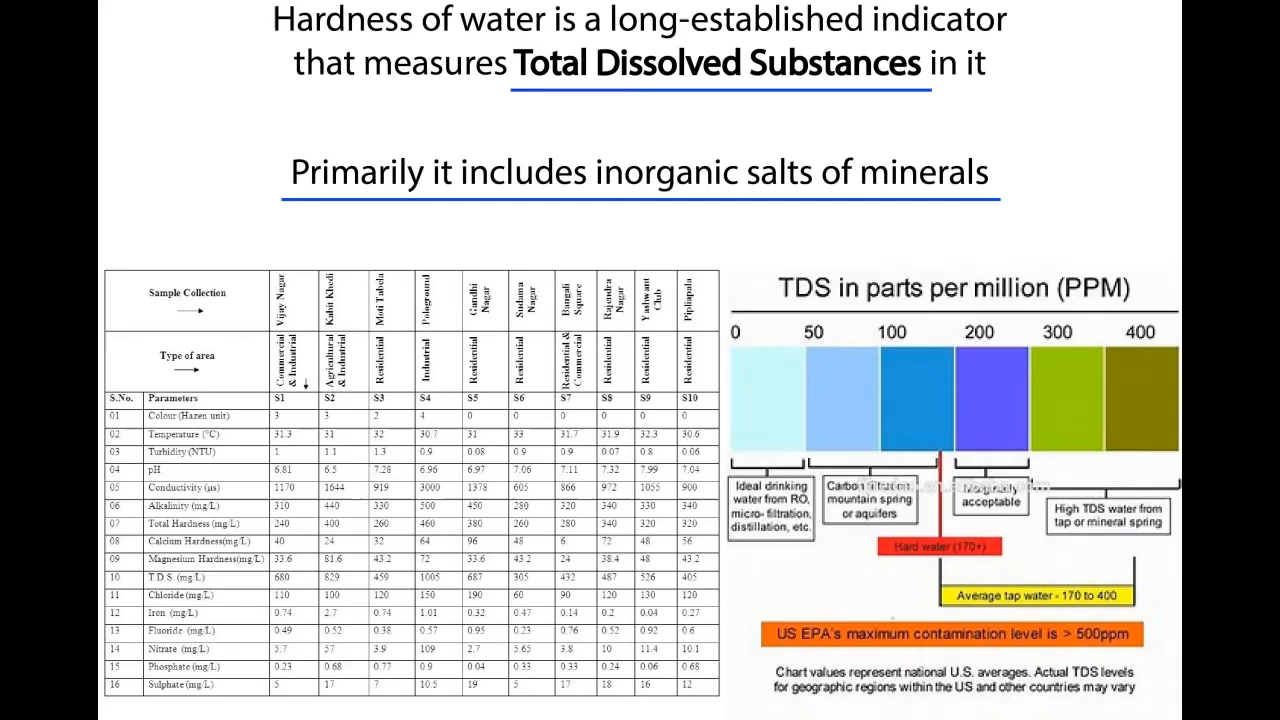 Hardness of water is a long-established indicator
that measures Total Dissolved Substances in it
Primarily it includes inorganic salts of minerals
Sample Collection Vijay Nagar Kabit Khedi Moti Tabela Pologround Gandhi Nagar Sudama Nagar Bangali Square Rajendra Nagar Yashwant Club Pipliapala
Type of area Commercial & Industrial Agricultural & Industrial Residential Industrial Residential Residential Residential & Commercial Residential Residential Residential
S.No. Parameters S1 S2 S3 S4 S5 S6 S7 S8 S9 S10
01 Colour (Hazen unit) 3 3 2 4 0 0 0 0 0 0
02 Temperature (°C) 31.3 31 32 30.7 31 33 31.7 31.9 32.3 30.6
03 Turbidity (NTU) 1 1.1 1.3 0.9 0.08 0.9 0.9 0.07 0.8 0.06
04 pH 6.81 6.5 7.28 6.96 6.97 7.06 7.11 7.32 7.99 7.04
05 Conductivity (µs) 1170 1644 919 3000 1378 605 866 972 1055 900
06 Alkalinity (mg/L) 310 440 330 500 450 280 320 340 330 340
07 Total Hardness (mg/L) 240 400 260 460 380 260 280 340 320 320
08 Calcium Hardness(mg/L) 40 24 32 64 96 48 6 72 48 56
09 Magnesium Hardness(mg/L) 33.6 81.6 43.2 72 33.6 43.2 24 38.4 48 43.2
10 T.D.S. (mg/L) 680 829 459 1005 687 305 432 487 526 405
11 Chloride (mg/L) 110 100 120 150 190 60 90 120 130 120
12 Iron (mg/L) 0.74 2.7 0.74 1.01 0.32 0.47 0.14 0.2 0.04 0.27
13 Fluoride (mg/L) 0.49 0.52 0.38 0.57 0.95 0.23 0.76 0.52 0.92 0.6
14 Nitrate (mg/L) 5.7 57 3.9 109 2.7 5.65 3.8 10 11.4 10.1
15 Phosphate (mg/L) 0.23 0.68 0.77 0.9 0.04 0.33 0.33 0.24 0.06 0.68
16 Sulphate (mg/L) 5 17 7 10.5 19 5 17 18 16 12
TDS in parts per million (PPM)
0 50 100 200 300 400
Ideal drinking
water from RO,
micro- filtration,
distillation, etc.
Carbon filtration,
mountain spring
or aquifers
Marginally
acceptable
High TDS water from
tap or mineral spring
Hard water (170+)
Average tap water - 170 to 400
US EPA's maximum contamination level is > 500ppm
Chart values represent national U.S. averages. Actual TDS levels
for geographic regions within the US and other countries may vary